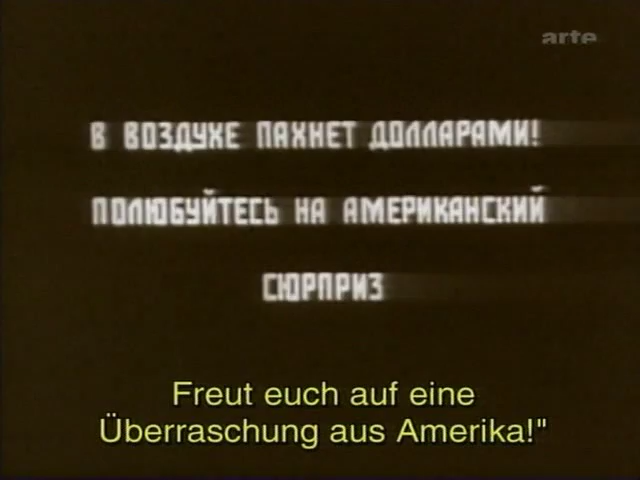 arte
В ВОЗДУХЕ ПАХНЕТ ДОЛЛАРАМИ!
ПОЛЮБУЙТЕСЬ НА АМЕРИКАНСКИЙ
СЮРПРИЗ
Freut euch auf eine
Überraschung aus Amerika!"